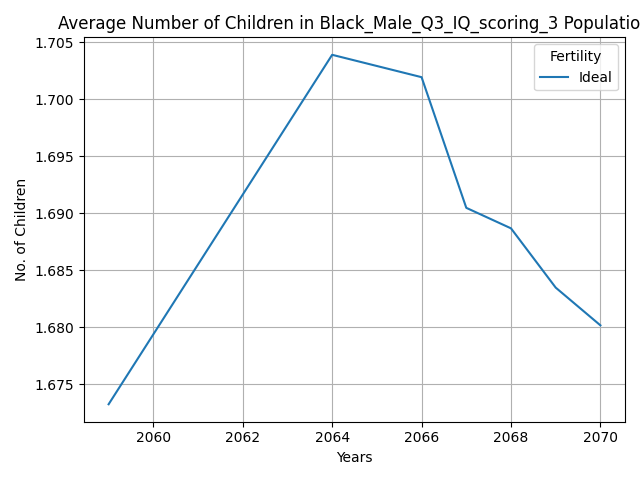 Average Number of Children in Black_Male_Q3_IQ_scoring_3 Populatio
Fertility
Ideal
1.705
1.700
1.695
1.690
1.685
1.680
1.675
No. of Children
2060 2062 2064 2066 2068 2070
Years